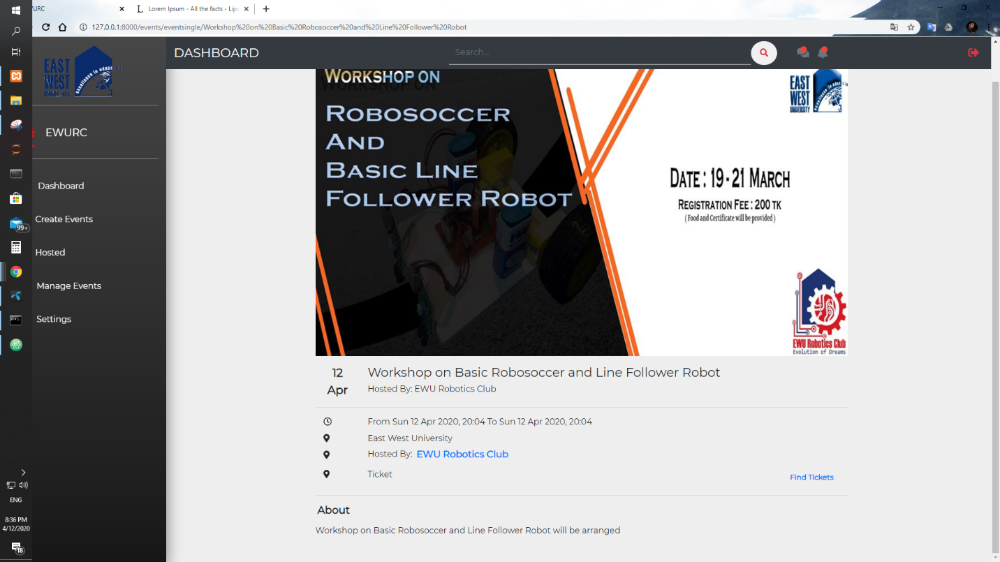 URC
Lorem Ipsum - All the facts - Lips
127.0.0.1:8000/events/eventsingle/Workshop%20on%20Basic%20Robosoccer%20and%20Line%20Follower%20Robot
EAST
WEST
UNIVERSITY
excellence in education
DASHBOARD
Search...
EWURC
Dashboard
Create Events
Hosted
Manage Events
Settings
WORKSHOP ON
ROBOSOCCER
AND
BASIC LINE
FOLLOWER ROBOT
EAST
WEST
UNIVERSITY
DATE : 19 - 21 MARCH
REGISTRATION FEE : 200 TK
( Food and Certificate will be provided )
EWU Robotics Club
Evolution of Dreams
12
Apr
Workshop on Basic Robosoccer and Line Follower Robot
Hosted By: EWU Robotics Club
From Sun 12 Apr 2020, 20:04 To Sun 12 Apr 2020, 20:04
East West University
Hosted By: EWU Robotics Club
Ticket
Find Tickets
About
Workshop on Basic Robosoccer and Line Follower Robot will be arranged
99+
ENG
8:36 PM
4/12/2020
18